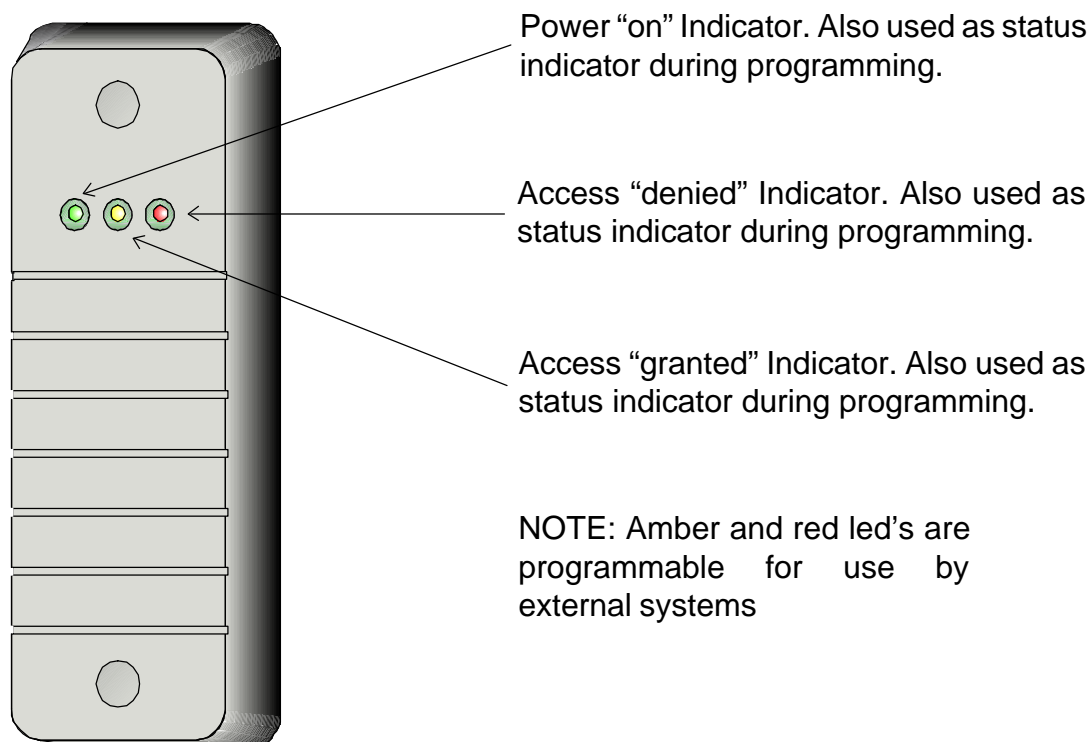 Power “on” Indicator. Also used as status
indicator during programming.
Access “denied” Indicator. Also used as
status indicator during programming.
Access “granted” Indicator. Also used as
status indicator during programming.
NOTE: Amber and red led's are
programmable for use by
external systems